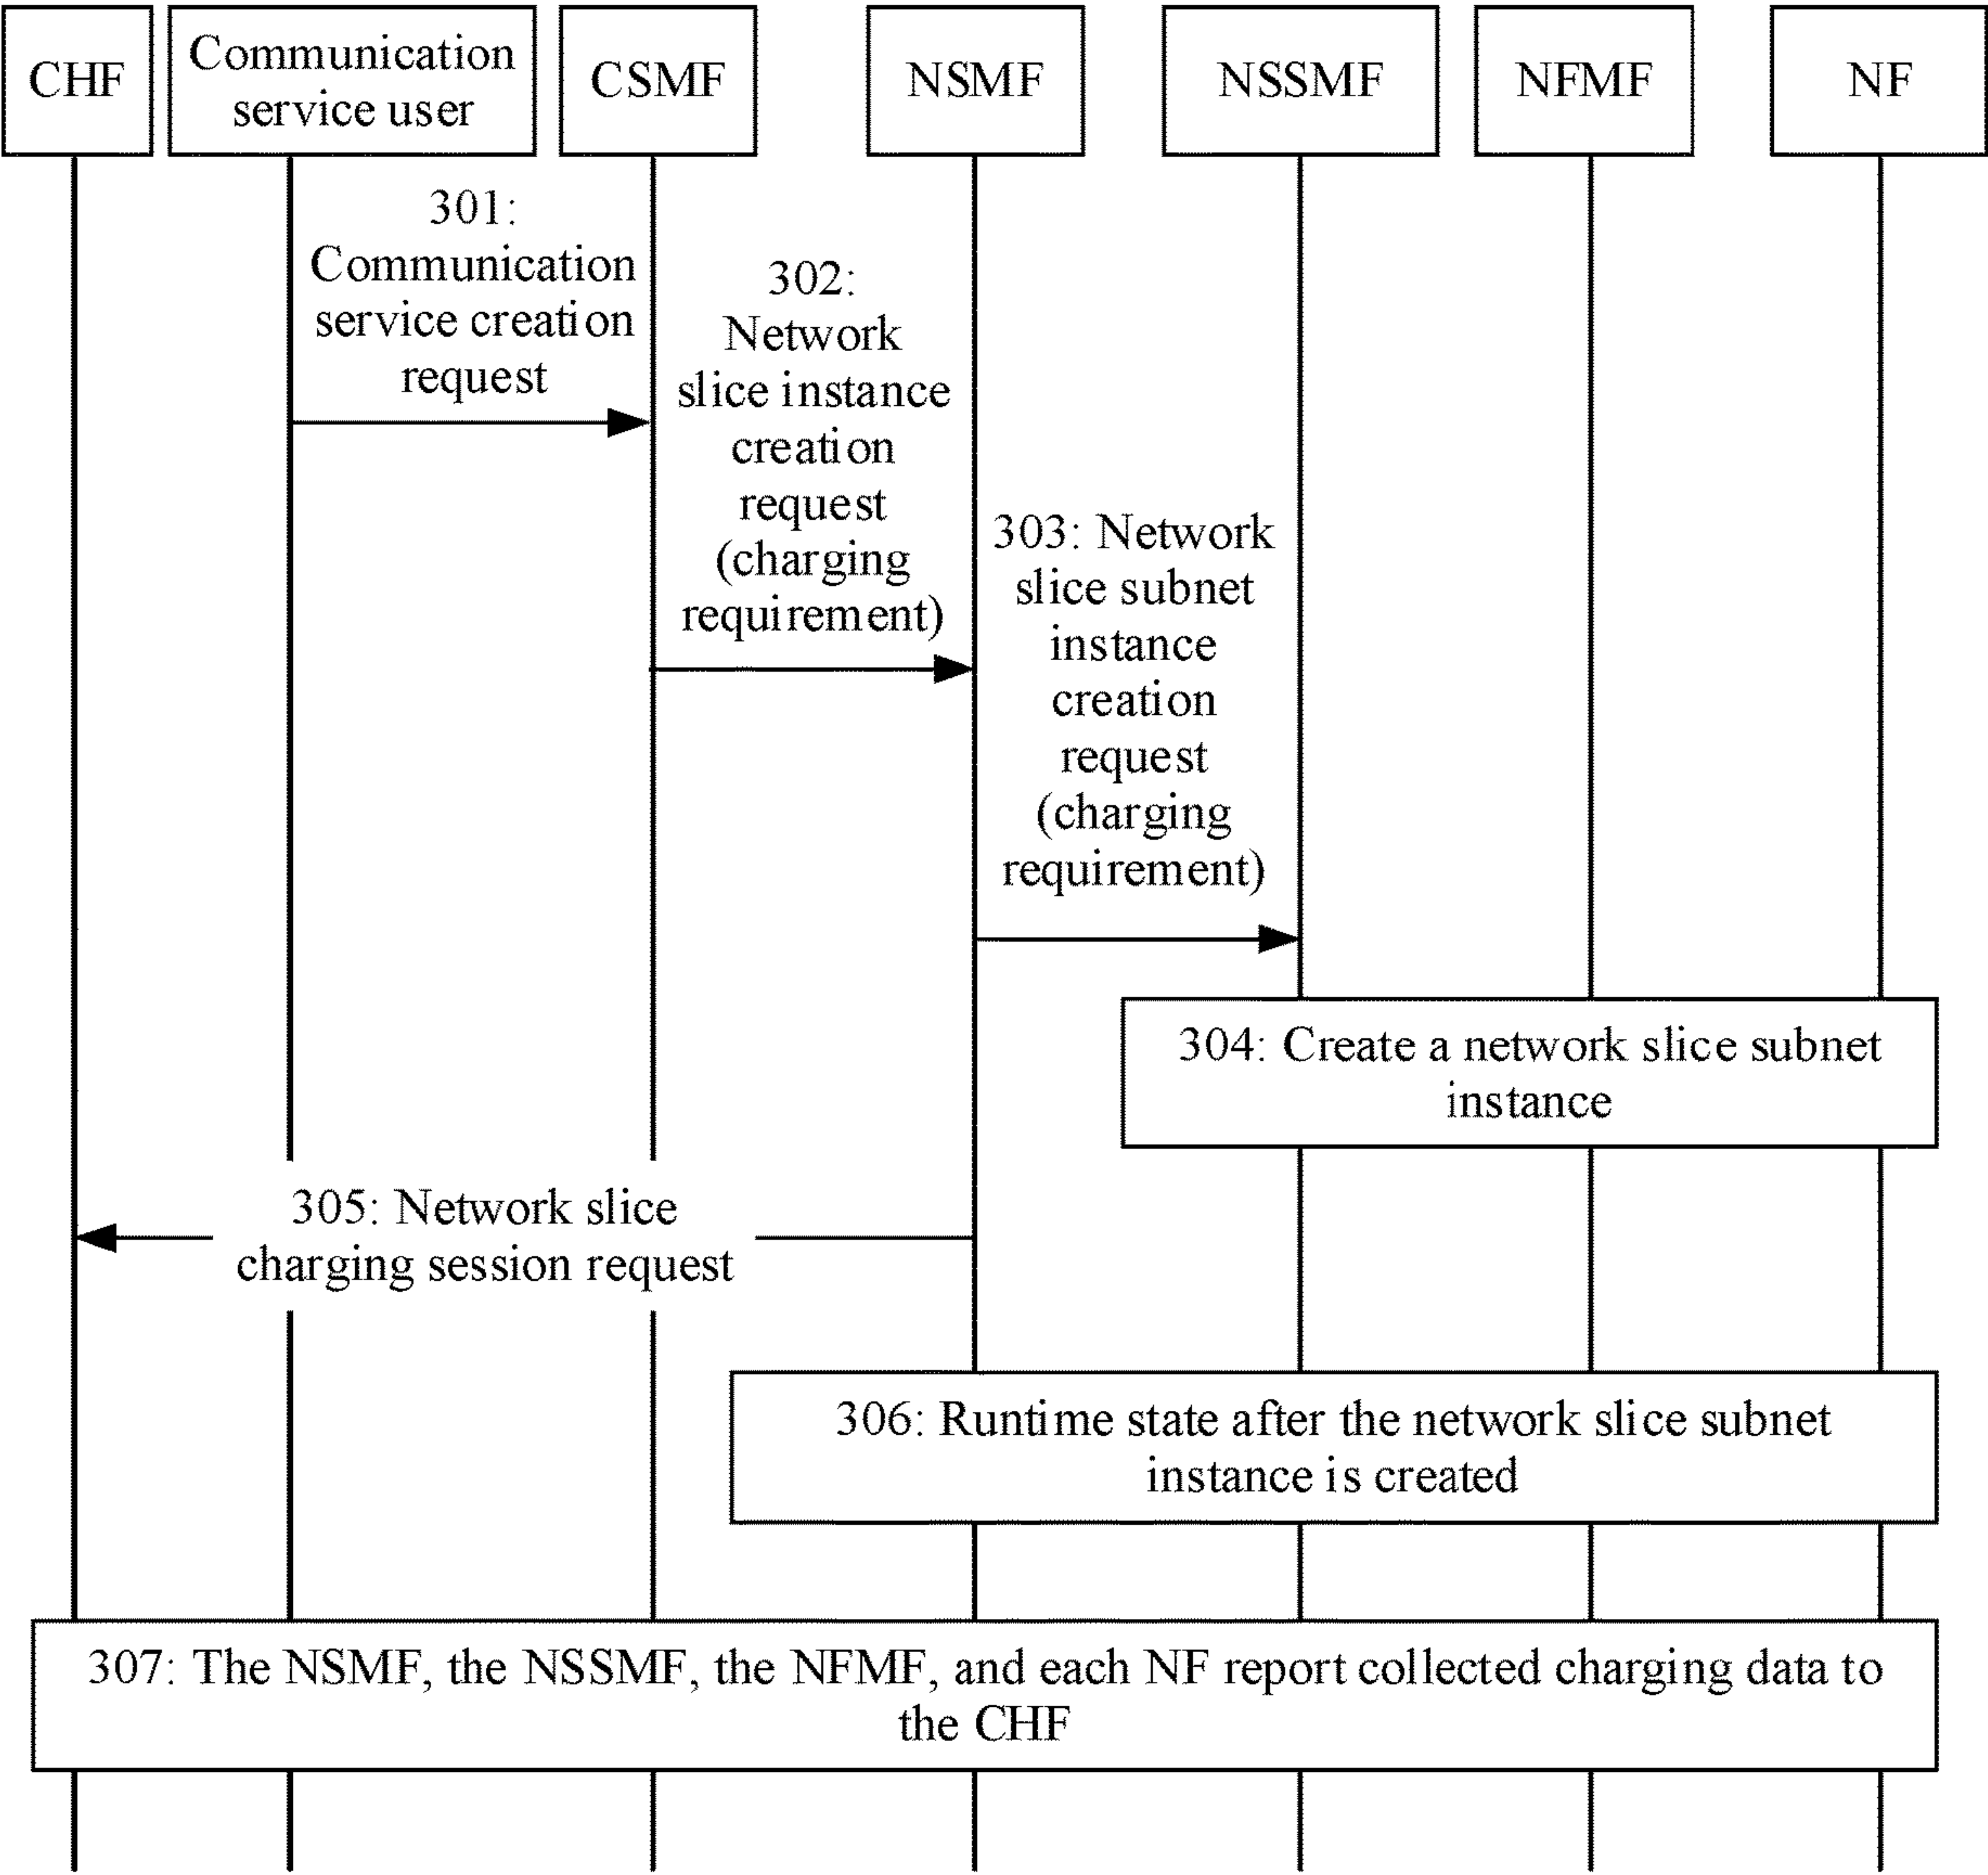 CHF
Communication
service user
CSMF
NSMF
NSSMF
NFMF
NF
301:
Communication
service creation
request
302:
Network
slice instance
creation
request
(charging
requirement)
303: Network
slice subnet
instance
creation
request
(charging
requirement)
304: Create a network slice subnet
instance
305: Network slice
charging session request
306: Runtime state after the network slice subnet
instance is created
307: The NSMF, the NSSMF, the NFMF, and each NF report collected charging data to
the CHF